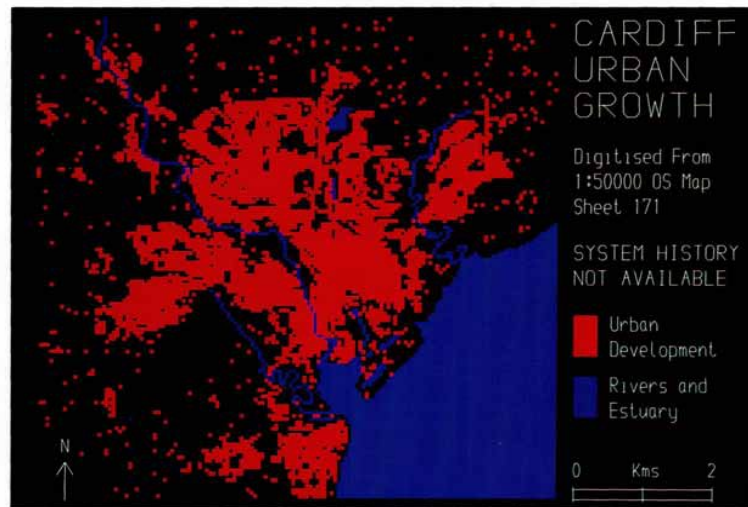 CARDIFF
URBAN
GROWTH
Digitised From
1:50000 OS Map
Sheet 171
SYSTEM HISTORY
NOT AVAILABLE
Urban
Development
Rivers and
Estuary
N
0 Kms 2